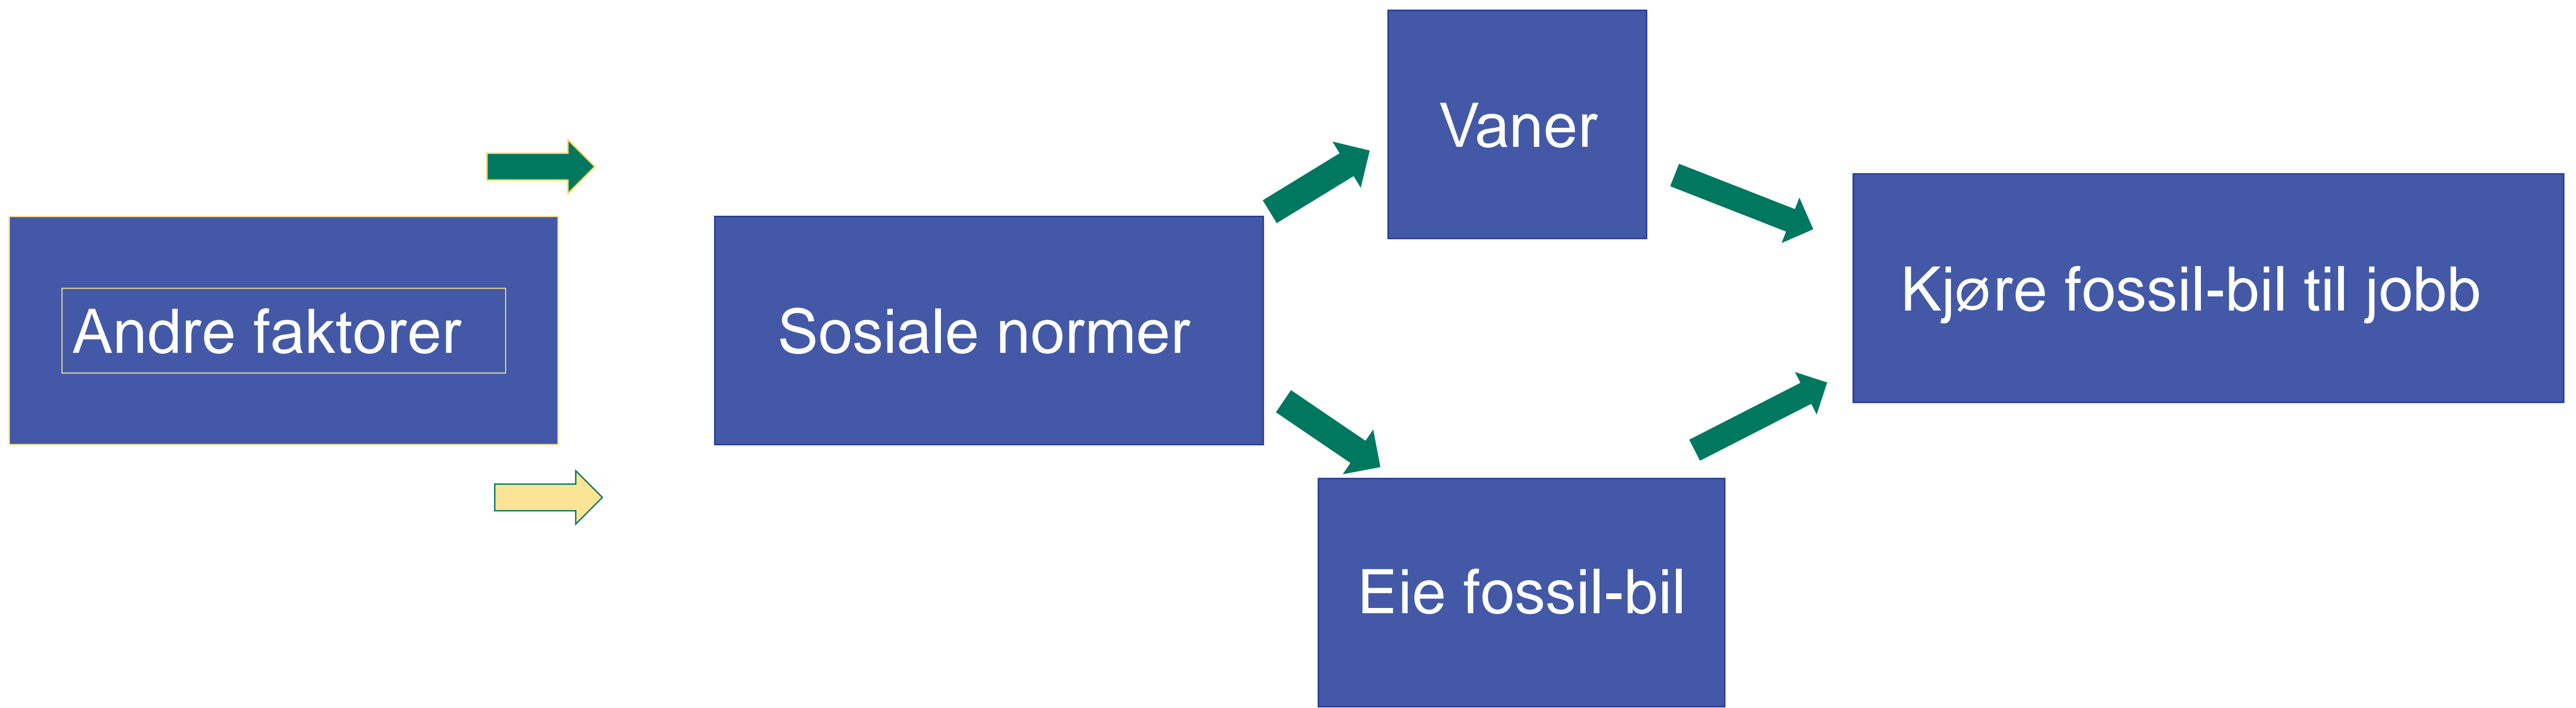 Andre faktorer
Sosiale normer
Vaner
Eie fossil-bil
Kjøre fossil-bil til jobb